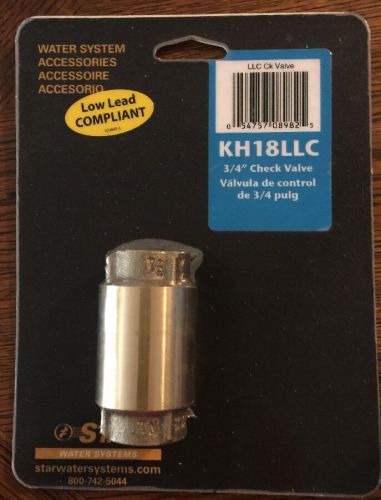 WATER SYSTEM
ACCESSORIES
ACCESSOIRE
ACCESORIO
Low Lead
COMPLIANT
LLC Ck Valve
0 54757 08982 5
KH18LLC
3/4" Check Valve
Válvula de control
de 3/4 pulg
WATER SYSTEMS
starwatersystems.com
800-742-5044